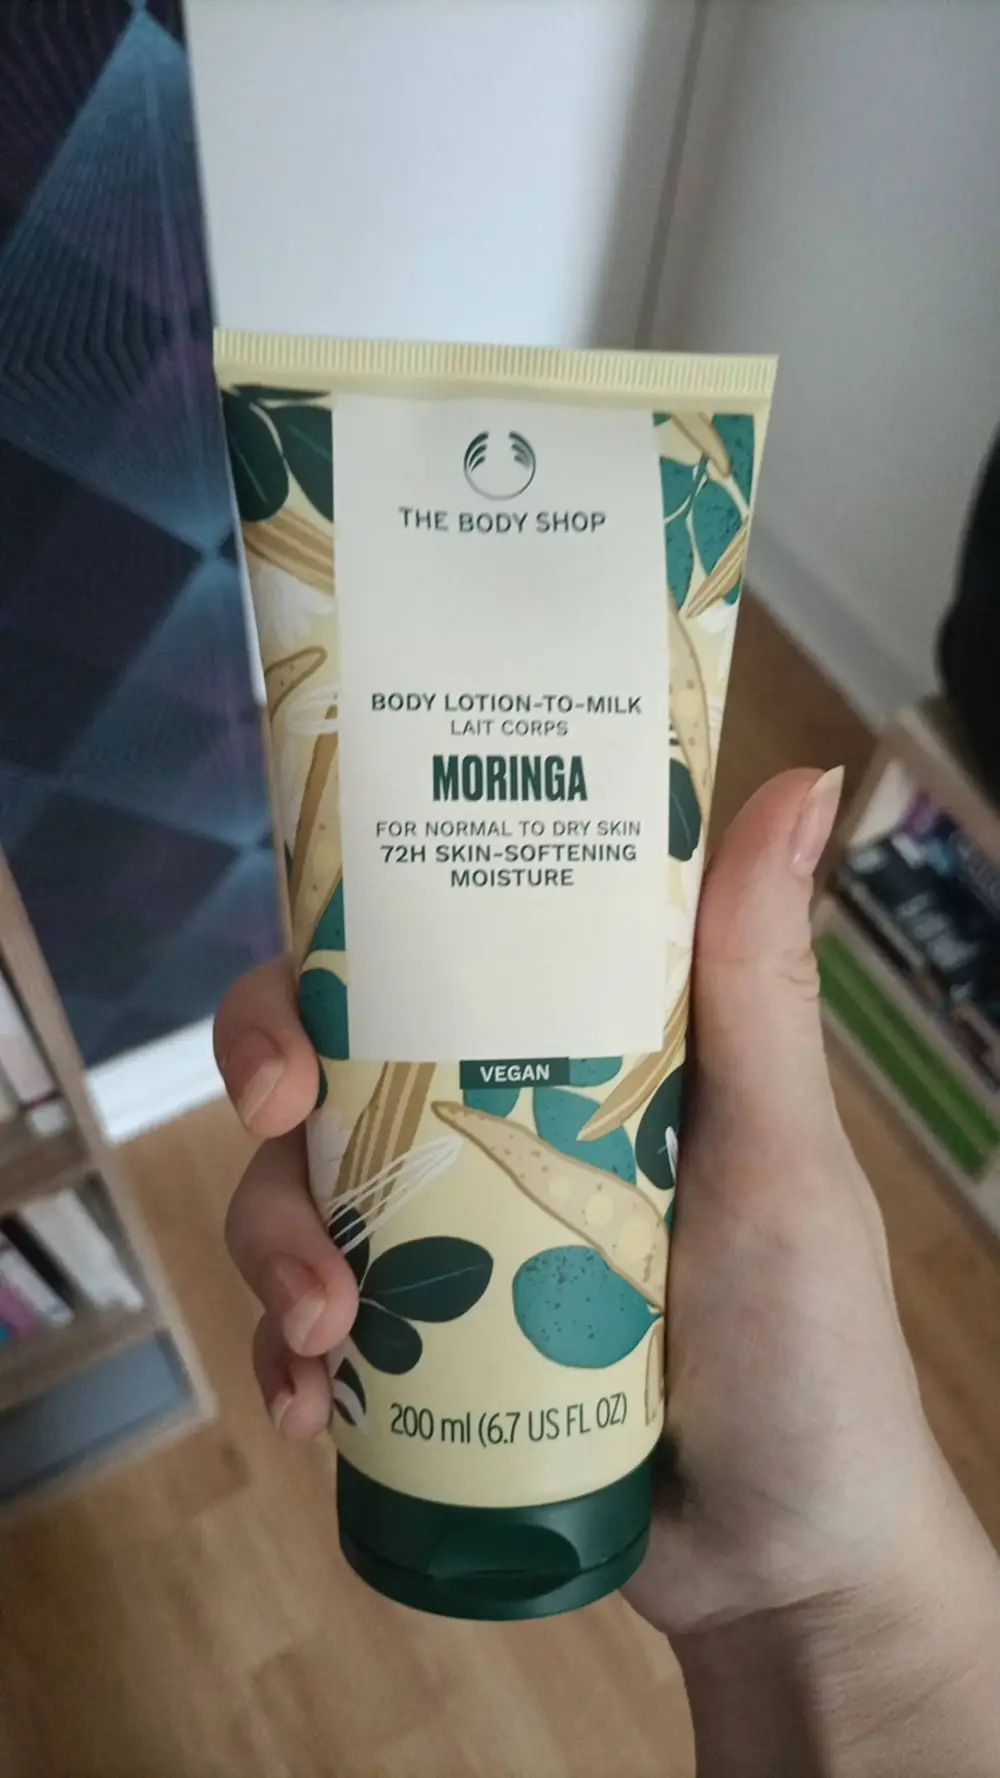 THE BODY SHOP
BODY LOTION-TO-MILK
LAIT CORPS
MORINGA
FOR NORMAL TO DRY SKIN
72H SKIN-SOFTENING
MOISTURE
VEGAN
200 ml (6.7 US FL OZ)